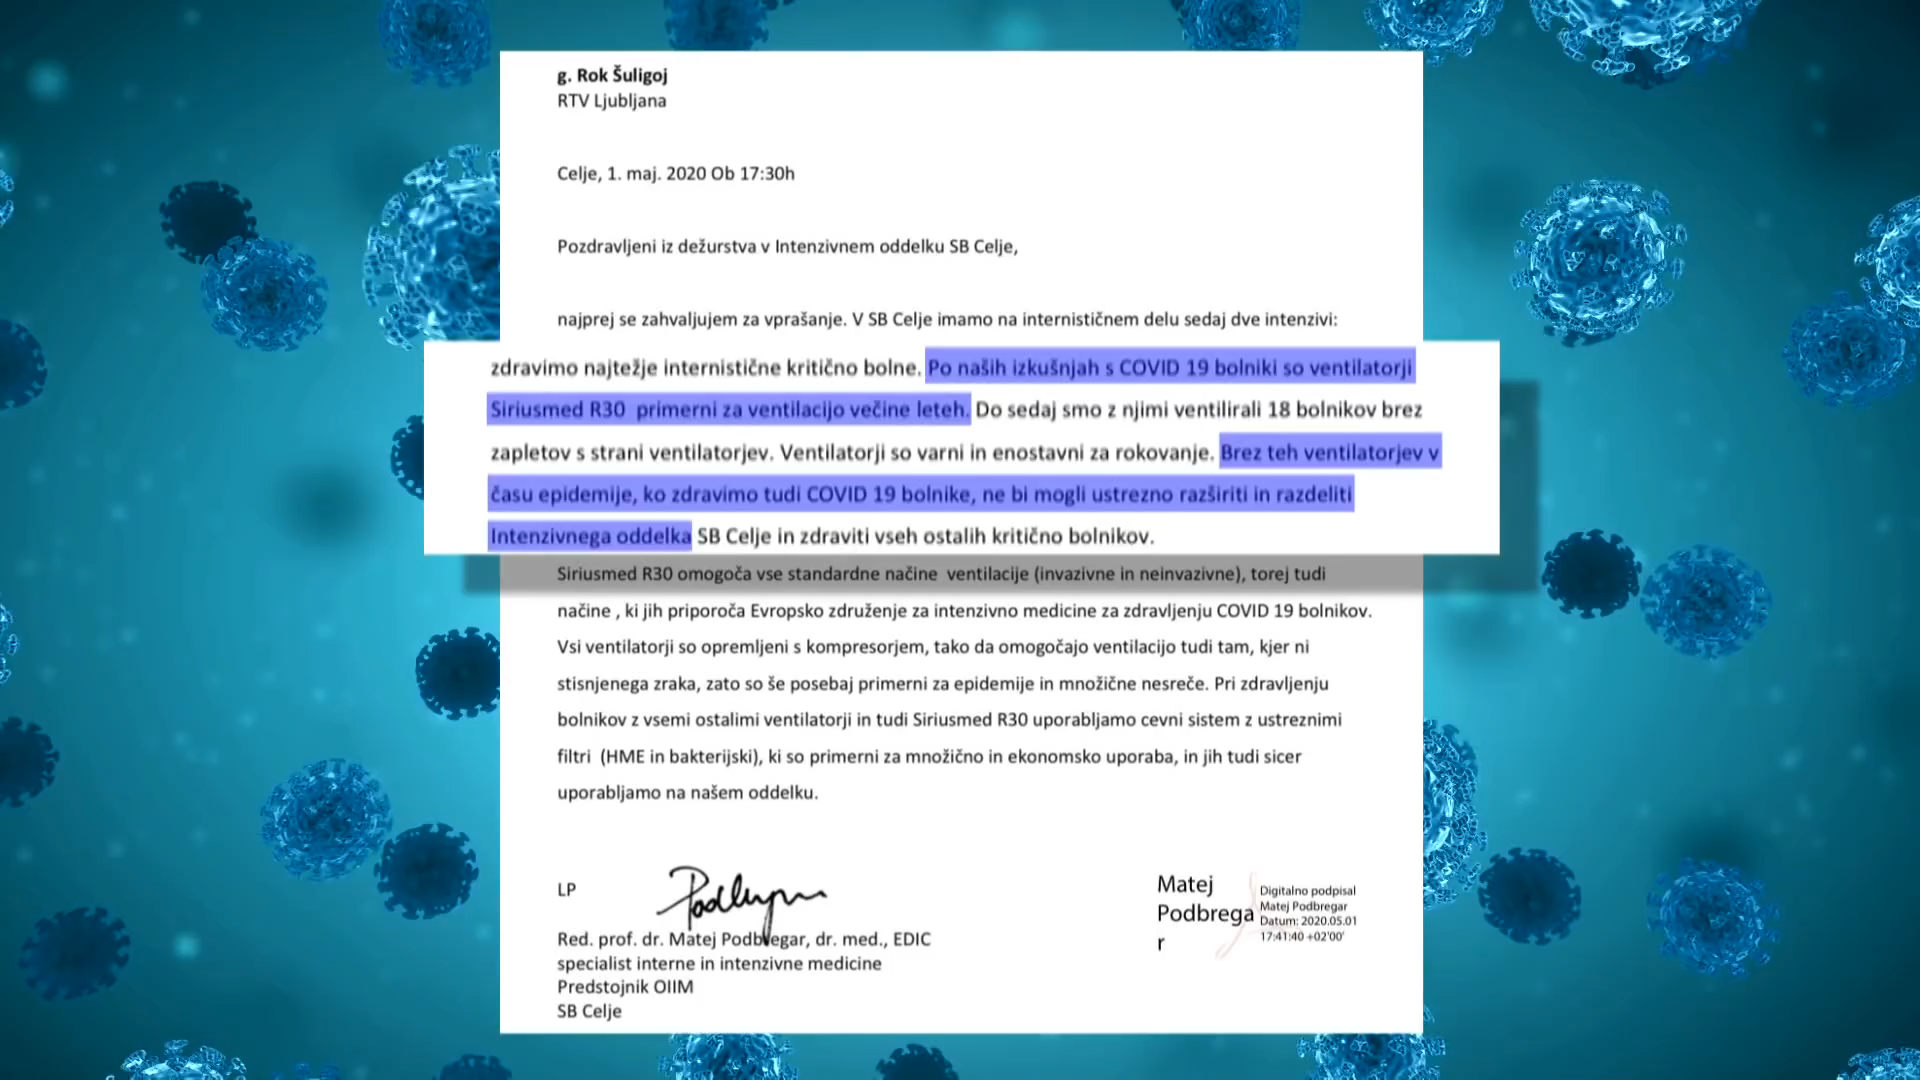 g. Rok Šuligoj
RTV Ljubljana
Celje, 1. maj. 2020 Ob 17:30h
Pozdravljeni iz dežurstva v Intenzivnem oddelku SB Celje,
najprej se zahvaljujem za vprašanje. V SB Celje imamo na internističnem delu sedaj dve intenzivi:
zdravimo najtežje internistične kritično bolne. Po naših izkušnjah s COVID 19 bolniki so ventilatorji
Siriusmed R30 primerni za ventilacijo večine leteh. Do sedaj smo z njimi ventilirali 18 bolnikov brez
zapletov s strani ventilatorjev. Ventilatorji so varni in enostavni za rokovanje. Brez teh ventilatorjev v
času epidemije, ko zdravimo tudi COVID 19 bolnike, ne bi mogli ustrezno razširiti in razdeliti
Intenzivnega oddelka SB Celje in zdraviti vseh ostalih kritično bolnikov.
Siriusmed R30 omogoča vse standardne načine ventilacije (invazivne in neinvazivne), torej tudi
načine , ki jih priporoča Evropsko združenje za intenzivno medicine za zdravljenju COVID 19 bolnikov.
Vsi ventilatorji so opremljeni s kompresorjem, tako da omogočajo ventilacijo tudi tam, kjer ni
stisnjenega zraka, zato so še posebaj primerni za epidemije in množične nesreče. Pri zdravljenju
bolnikov z vsemi ostalimi ventilatorji in tudi Siriusmed R30 uporabljamo cevni sistem z ustreznimi
filtri (HME in bakterijski), ki so primerni za množično in ekonomsko uporaba, in jih tudi sicer
uporabljamo na našem oddelku.
LP
Red. prof. dr. Matej Podbregar, dr. med., EDIC
specialist interne in intenzivne medicine
Predstojnik OIIM
SB Celje
Matej
Podbrega
r
Digitalno podpisal
Matej Podbregar
Datum: 2020.05.01
17:41:40 +02'00'